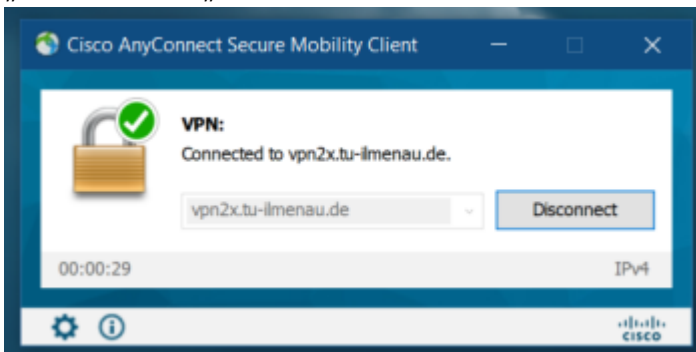 Cisco AnyConnect Secure Mobility Client
VPN:
Connected to vpn2x.tu-ilmenau.de.
vpn2x.tu-ilmenau.de
Disconnect
00:00:29
IPv4
CISCO